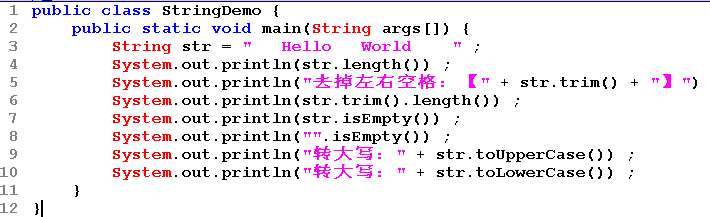 1 public class StringDemo {
2     public static void main(String args[]) {
3         String str = "   Hello   World    " ;
4         System.out.println(str.length()) ;
5         System.out.println("去掉左右空格：【" + str.trim() + "】")
6         System.out.println(str.trim().length()) ;
7         System.out.println(str.isEmpty()) ;
8         System.out.println("".isEmpty()) ;
9         System.out.println("转大写：" + str.toUpperCase()) ;
10         System.out.println("转大写：" + str.toLowerCase()) ;
11     }
12 }